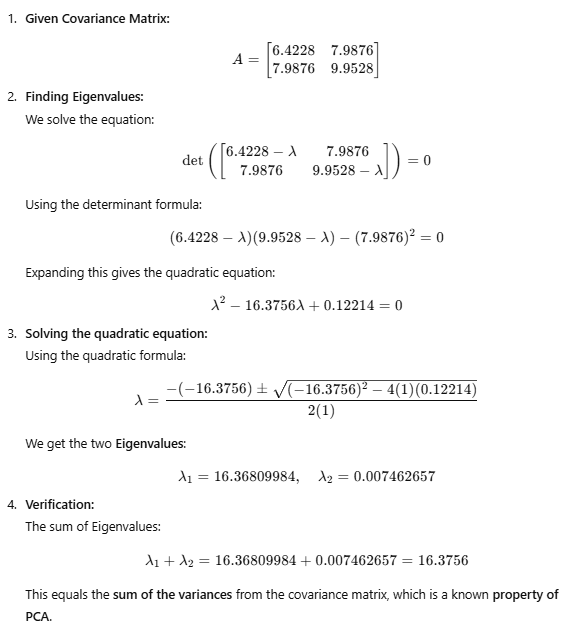 1. Given Covariance Matrix:
A = [6.4228 7.9876
7.9876 9.9528]
2. Finding Eigenvalues:
We solve the equation:
det ([6.4228 − λ 7.9876
7.9876 9.9528 − λ]) = 0
Using the determinant formula:
(6.4228 − λ)(9.9528 − λ) − (7.9876)² = 0
Expanding this gives the quadratic equation:
λ² − 16.3756λ + 0.12214 = 0
3. Solving the quadratic equation:
Using the quadratic formula:
λ = −(−16.3756) ± √(−16.3756)² − 4(1)(0.12214)
2(1)
We get the two Eigenvalues:
λ₁ = 16.36809984, λ₂ = 0.007462657
4. Verification:
The sum of Eigenvalues:
λ₁ + λ₂ = 16.36809984 + 0.007462657 = 16.3756
This equals the sum of the variances from the covariance matrix, which is a known property of
PCA.